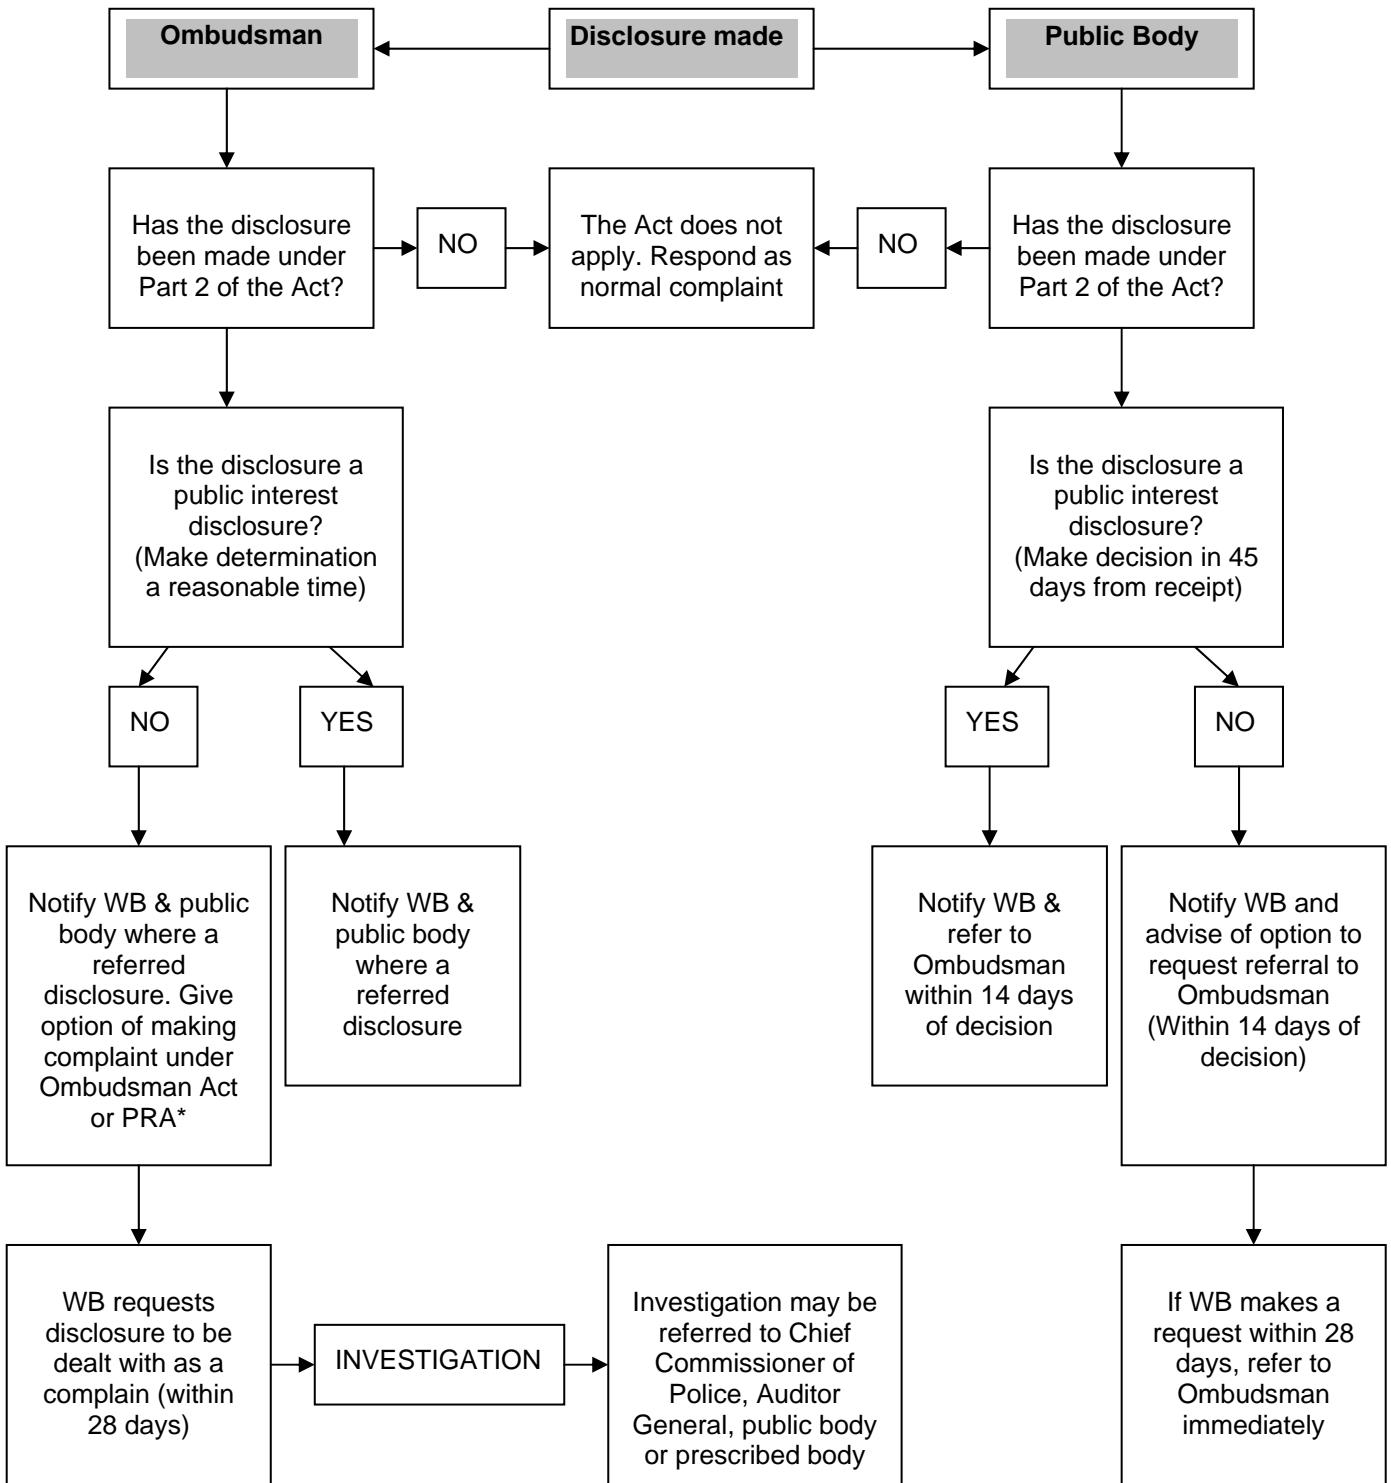 Ombudsman
Disclosure made
Public Body
Has the disclosure
been made under
Part 2 of the Act?
NO
The Act does not
apply. Respond as
normal complaint
NO
Has the disclosure
been made under
Part 2 of the Act?
Is the disclosure a
public interest
disclosure?
(Make determination
a reasonable time)
Is the disclosure a
public interest
disclosure?
(Make decision in 45
days from receipt)
NO
YES
YES
NO
Notify WB & public
body where a
referred
disclosure. Give
option of making
complaint under
Ombudsman Act
or PRA*
Notify WB &
public body
where a
referred
disclosure
Notify WB &
refer to
Ombudsman
within 14 days
of decision
Notify WB and
advise of option to
request referral to
Ombudsman
(Within 14 days of
decision)
WB requests
disclosure to be
dealt with as a
complain (within
28 days)
INVESTIGATION
Investigation may be
referred to Chief
Commissioner of
Police, Auditor
General, public body
or prescribed body
If WB makes a
request within 28
days, refer to
Ombudsman
immediately